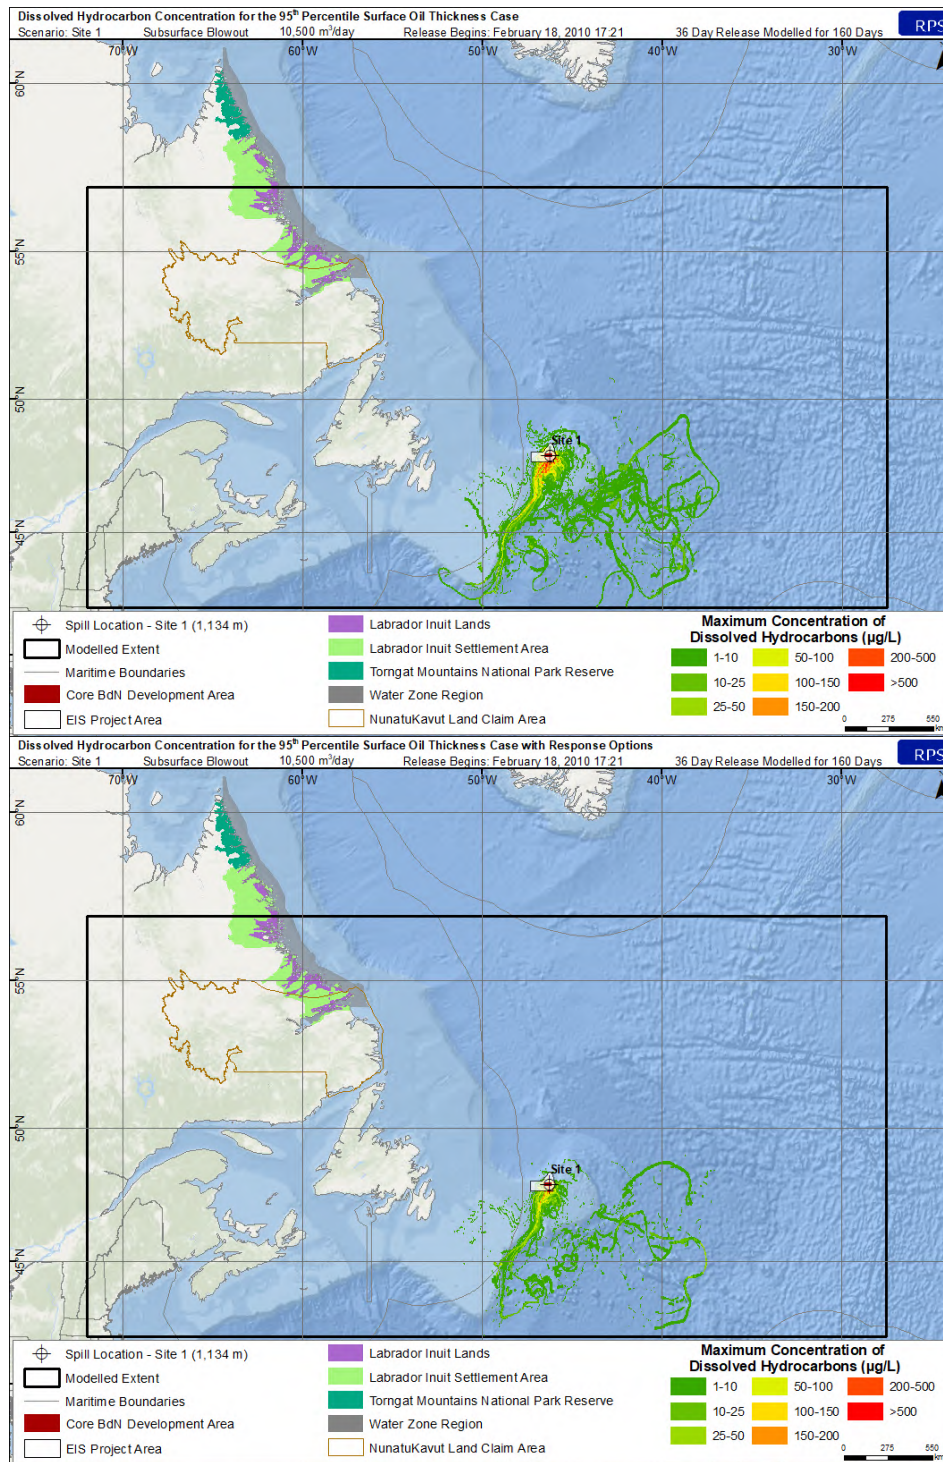 Dissolved Hydrocarbon Concentration for the 95th Percentile Surface Oil Thickness Case
Scenario: Site 1 Subsurface Blowout 10,500 m³/day Release Begins: February 18, 2010 17:21 36 Day Release Modelled for 160 Days
RPS
70°W 60°W 50°W 40°W 30°W
60°N
55°N
50°N
Site 1
45°N
Spill Location - Site 1 (1,134 m)
Modelled Extent
Maritime Boundaries
Core BdN Development Area
EIS Project Area
Labrador Inuit Lands
Labrador Inuit Settlement Area
Torngat Mountains National Park Reserve
Water Zone Region
NunatuKavut Land Claim Area
Maximum Concentration of
Dissolved Hydrocarbons (µg/L)
1-10 50-100 200-500
10-25 100-150 >500
25-50 150-200
0 275 550
km
Dissolved Hydrocarbon Concentration for the 95th Percentile Surface Oil Thickness Case with Response Options
Scenario: Site 1 Subsurface Blowout 10,500 m³/day Release Begins: February 18, 2010 17:21 36 Day Release Modelled for 160 Days
RPS
70°W 60°W 50°W 40°W 30°W
60°N
55°N
50°N
Site 1
45°N
Spill Location - Site 1 (1,134 m)
Modelled Extent
Maritime Boundaries
Core BdN Development Area
EIS Project Area
Labrador Inuit Lands
Labrador Inuit Settlement Area
Torngat Mountains National Park Reserve
Water Zone Region
NunatuKavut Land Claim Area
Maximum Concentration of
Dissolved Hydrocarbons (µg/L)
1-10 50-100 200-500
10-25 100-150 >500
25-50 150-200
0 275 550
km